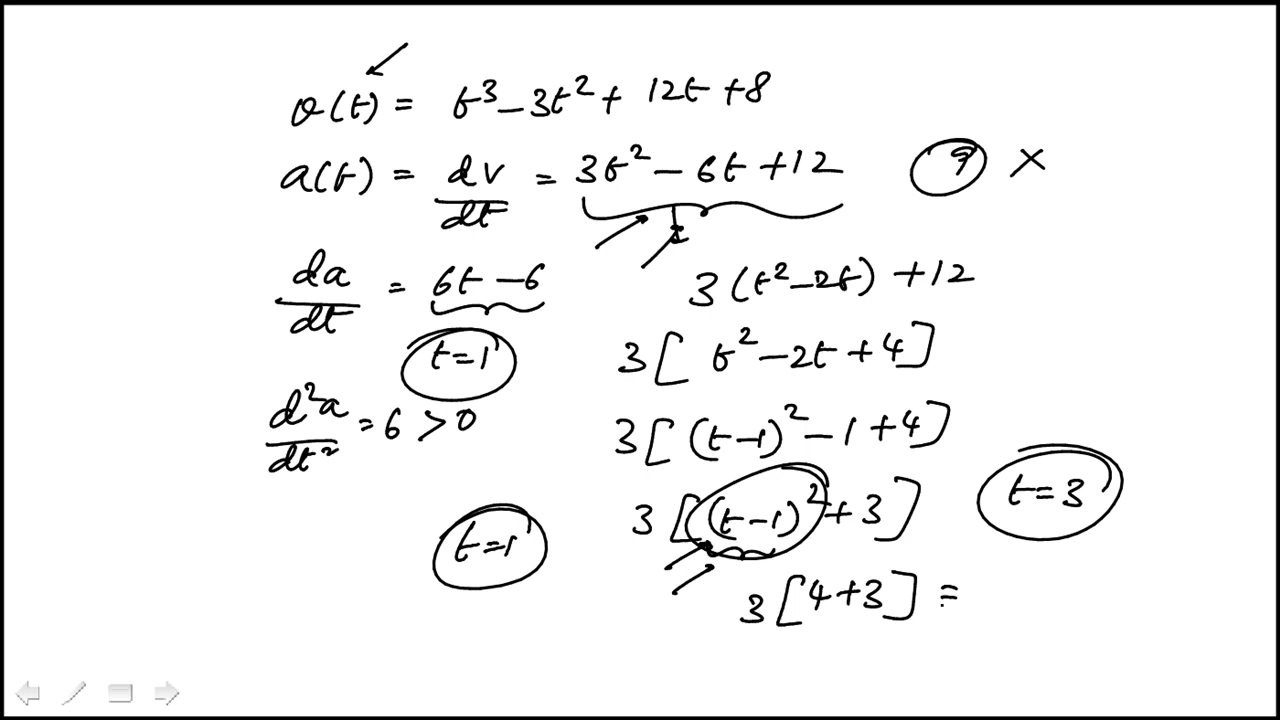 v(t) = t³ – 3t² + 12t + 8
a(t) = dv/dt = 3t² – 6t + 12 9 ×
da/dt = 6t – 6
3(t² – 2t) + 12
t=1
3[t² – 2t + 4]
d²a/dt² = 6 > 0
3[(t–1)² – 1 + 4]
3[(t–1)² + 3]
t=3
t=1
3[4+3] =